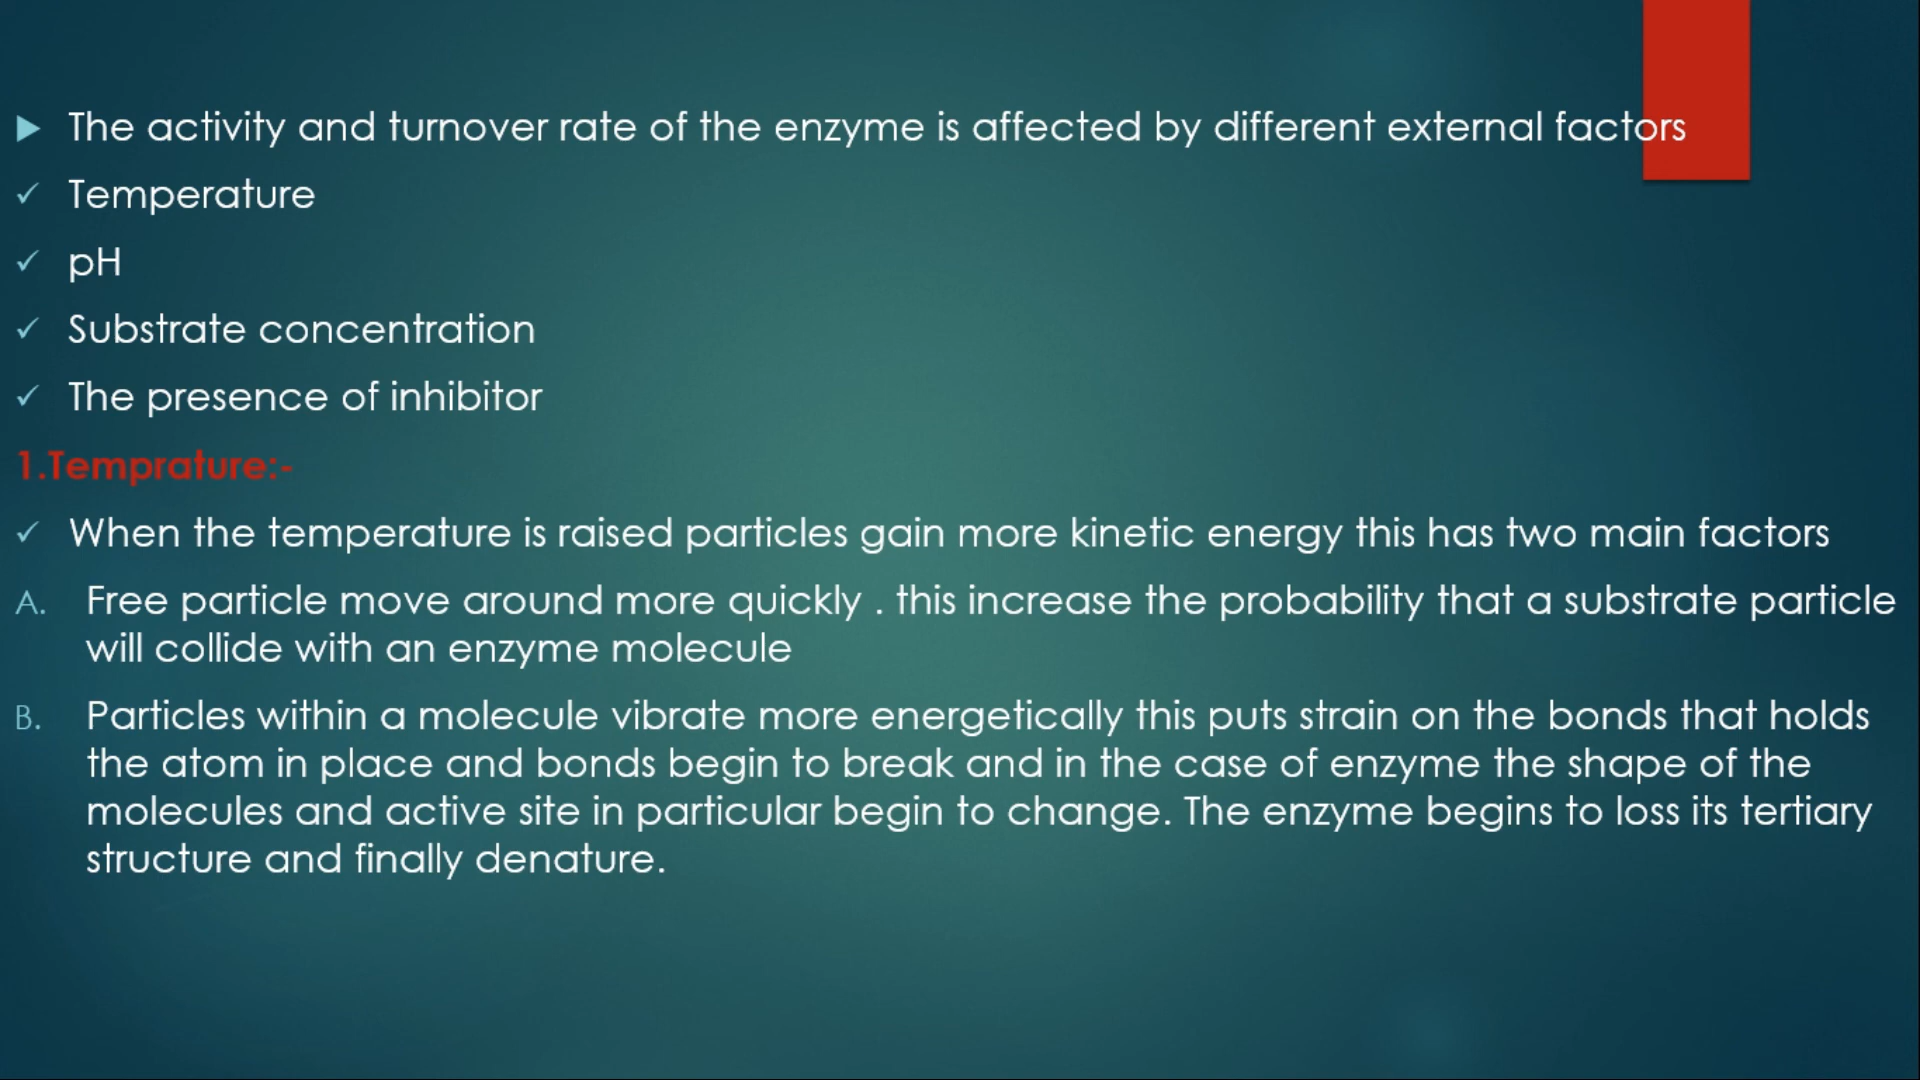 The activity and turnover rate of the enzyme is affected by different external factors
✓ Temperature
✓ pH
✓ Substrate concentration
✓ The presence of inhibitor
1.Temprature:-
✓ When the temperature is raised particles gain more kinetic energy this has two main factors
A. Free particle move around more quickly . this increase the probability that a substrate particle
will collide with an enzyme molecule
B. Particles within a molecule vibrate more energetically this puts strain on the bonds that holds
the atom in place and bonds begin to break and in the case of enzyme the shape of the
molecules and active site in particular begin to change. The enzyme begins to loss its tertiary
structure and finally denature.